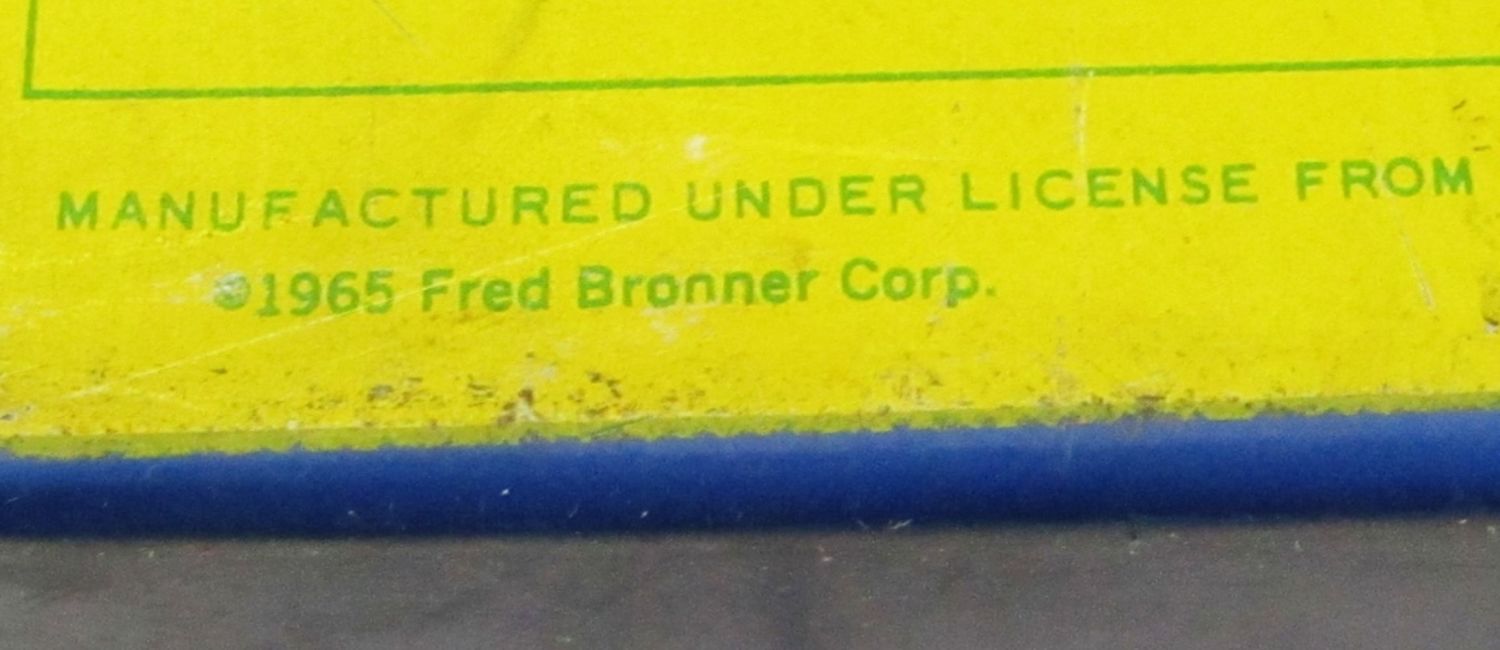 MANUFACTURED UNDER LICENSE FROM
©1965 Fred Bronner Corp.